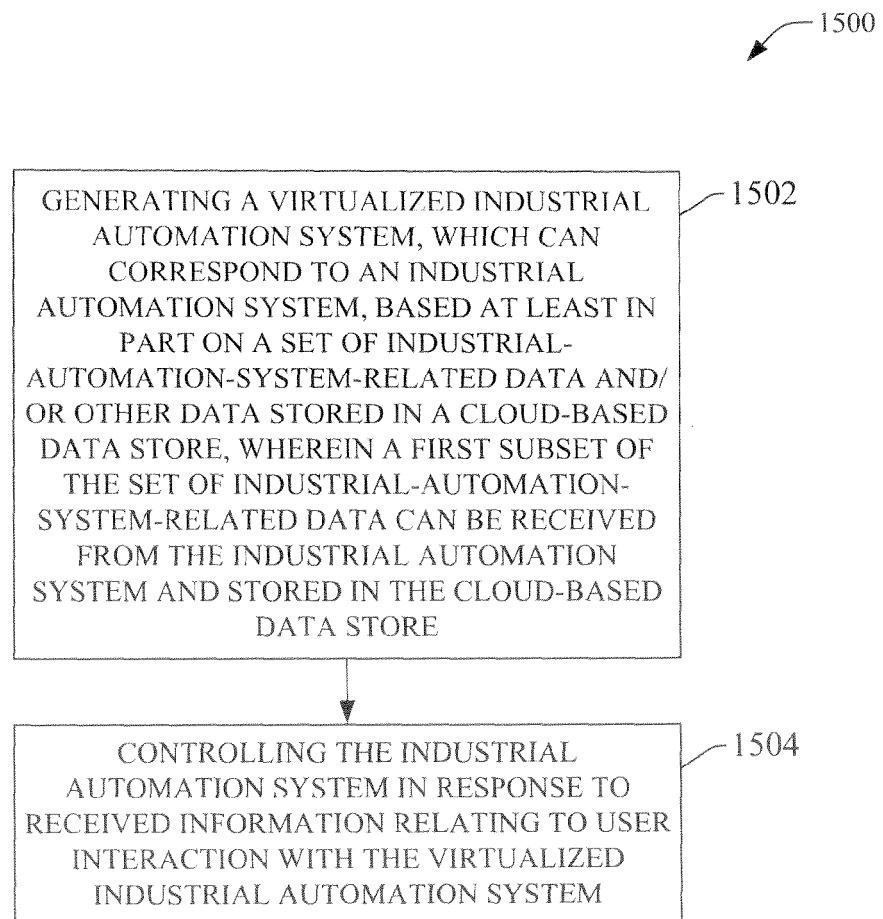 1500
GENERATING A VIRTUALIZED INDUSTRIAL
1502
AUTOMATION SYSTEM, WHICH CAN
CORRESPOND TO AN INDUSTRIAL
AUTOMATION SYSTEM, BASED AT LEAST IN
PART ON A SET OF INDUSTRIAL-
AUTOMATION-SYSTEM-RELATED DATA AND/
OR OTHER DATA STORED IN A CLOUD-BASED
DATA STORE, WHEREIN A FIRST SUBSET OF
THE SET OF INDUSTRIAL-AUTOMATION-
SYSTEM-RELATED DATA CAN BE RECEIVED
FROM THE INDUSTRIAL AUTOMATION
SYSTEM AND STORED IN THE CLOUD-BASED
DATA STORE
1504
CONTROLLING THE INDUSTRIAL
AUTOMATION SYSTEM IN RESPONSE TO
RECEIVED INFORMATION RELATING TO USER
INTERACTION WITH THE VIRTUALIZED
INDUSTRIAL AUTOMATION SYSTEM